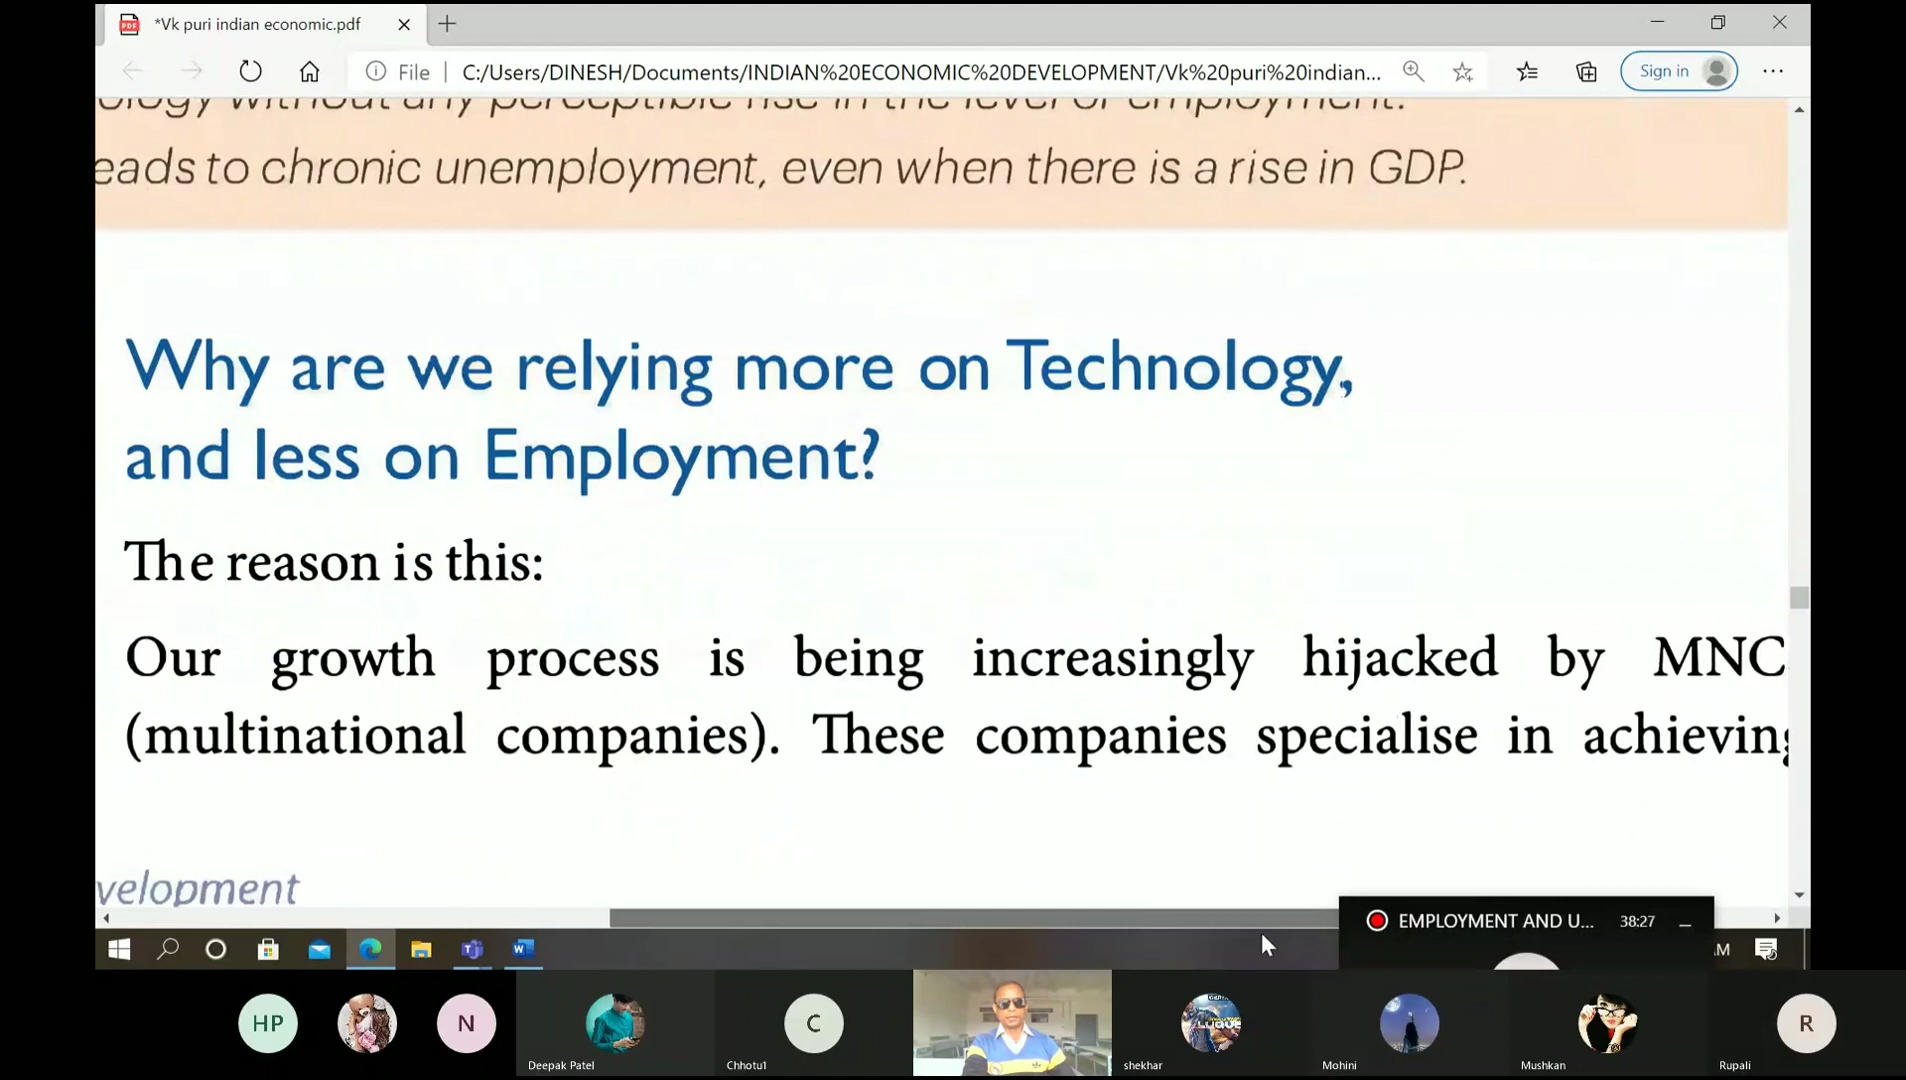 *Vk puri indian economic.pdf
File
C:/Users/DINESH/Documents/INDIAN%20ECONOMIC%20DEVELOPMENT/Vk%20puri%20indian...
Sign in
ology without any perceptible rise in the level of employment.
eads to chronic unemployment, even when there is a rise in GDP.
Why are we relying more on Technology,
and less on Employment?
The reason is this:
Our growth process is being increasingly hijacked by MNC
(multinational companies). These companies specialise in achieving
velopment
EMPLOYMENT AND U... 38:27
AM
HP
N
C
R
Deepak Patel
Chhotu1
shekhar
Mohini
Mushkan
Rupali